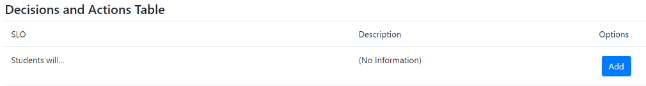 Decisions and Actions Table
SLO Description Options
Students will... (No Information) Add